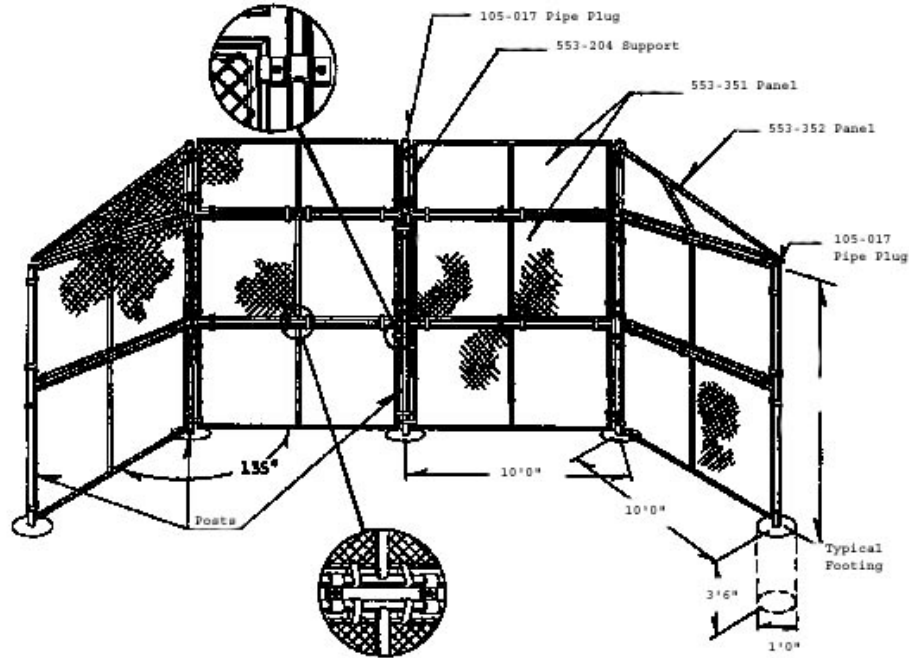 105-017 Pipe Plug
553-204 Support
553-351 Panel
553-352 Panel
105-017
Pipe Plug
135°
10'0"
10'0"
Posts
Typical
Footing
3'6"
1'0"